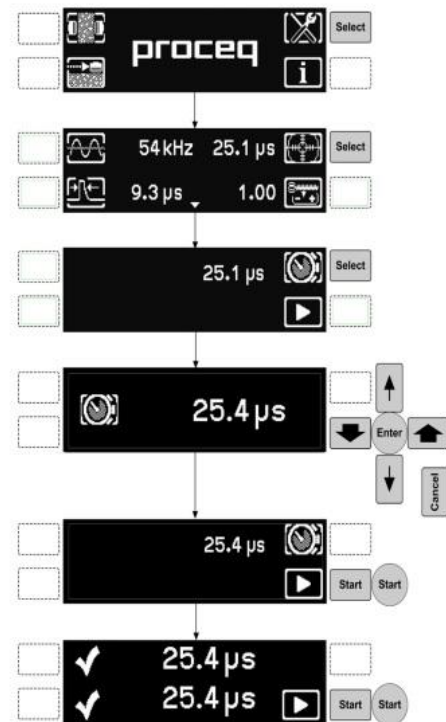 proceq
Select
i
54 kHz 25.1 µs
Select
9.3 µs 1.00
25.1 µs
Select
25.4 µs
Enter
Cancel
25.4 µs
Start Start
25.4 µs
25.4 µs
Start Start